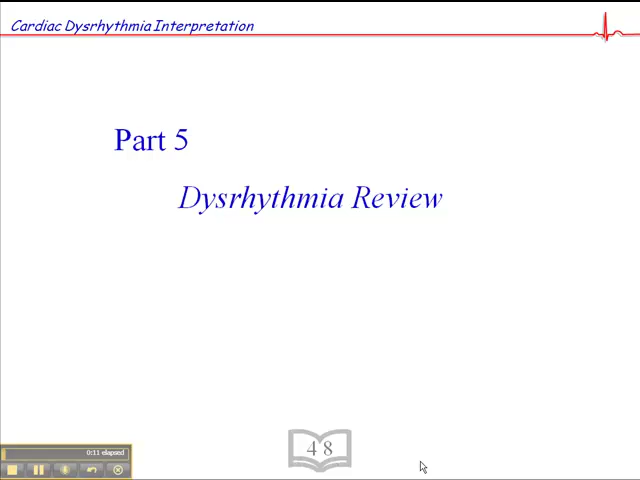 Cardiac Dysrhythmia Interpretation
Part 5
Dysrhythmia Review
48
0:11 elapsed